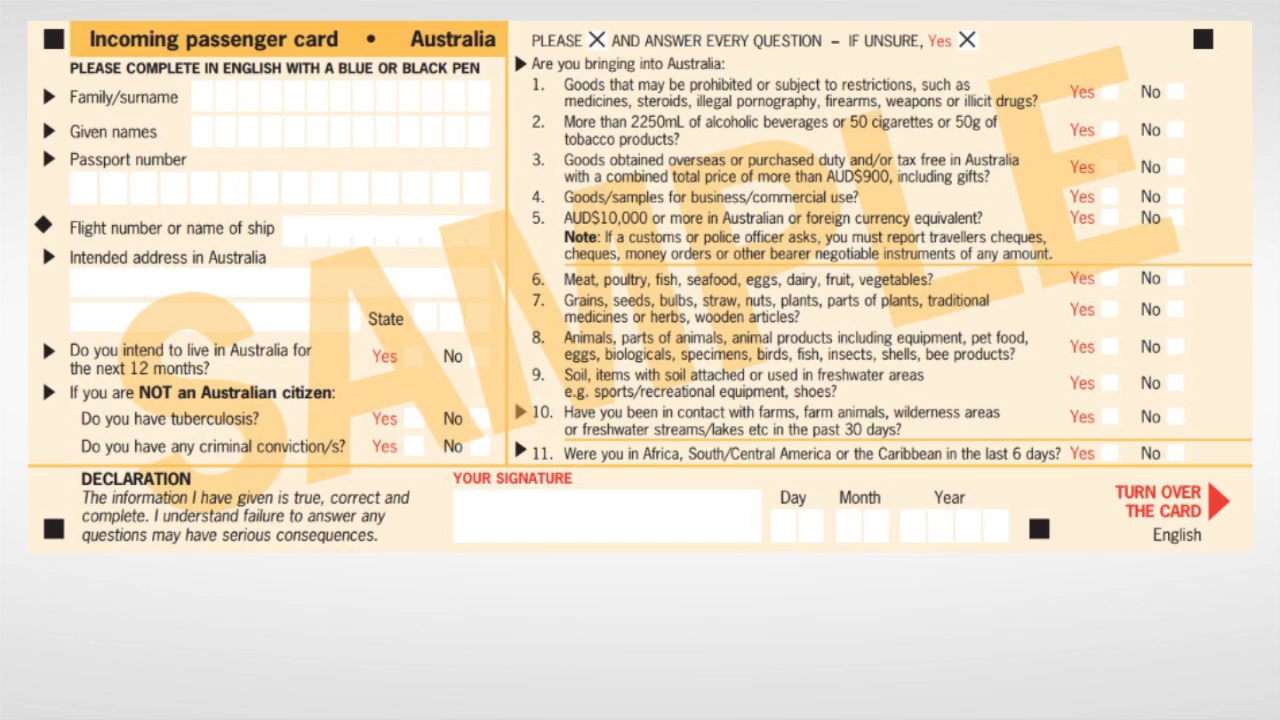 Incoming passenger card • Australia
PLEASE COMPLETE IN ENGLISH WITH A BLUE OR BLACK PEN
Family/surname
Given names
Passport number
Flight number or name of ship
Intended address in Australia
State
Do you intend to live in Australia for
the next 12 months?
Yes No
If you are NOT an Australian citizen:
Do you have tuberculosis? Yes No
Do you have any criminal conviction/s? Yes No
PLEASE X AND ANSWER EVERY QUESTION – IF UNSURE, Yes X
Are you bringing into Australia:
1. Goods that may be prohibited or subject to restrictions, such as
medicines, steroids, illegal pornography, firearms, weapons or illicit drugs? Yes No
2. More than 2250mL of alcoholic beverages or 50 cigarettes or 50g of
tobacco products? Yes No
3. Goods obtained overseas or purchased duty and/or tax free in Australia
with a combined total price of more than AUD$900, including gifts? Yes No
4. Goods/samples for business/commercial use? Yes No
5. AUD$10,000 or more in Australian or foreign currency equivalent? Yes No
Note: If a customs or police officer asks, you must report travellers cheques,
cheques, money orders or other bearer negotiable instruments of any amount.
6. Meat, poultry, fish, seafood, eggs, dairy, fruit, vegetables? Yes No
7. Grains, seeds, bulbs, straw, nuts, plants, parts of plants, traditional
medicines or herbs, wooden articles? Yes No
8. Animals, parts of animals, animal products including equipment, pet food,
eggs, biologicals, specimens, birds, fish, insects, shells, bee products? Yes No
9. Soil, items with soil attached or used in freshwater areas
e.g. sports/recreational equipment, shoes? Yes No
10. Have you been in contact with farms, farm animals, wilderness areas
or freshwater streams/lakes etc in the past 30 days? Yes No
11. Were you in Africa, South/Central America or the Caribbean in the last 6 days? Yes No
DECLARATION
The information I have given is true, correct and
complete. I understand failure to answer any
questions may have serious consequences.
YOUR SIGNATURE
Day Month Year
TURN OVER
THE CARD
English
SAMPLE